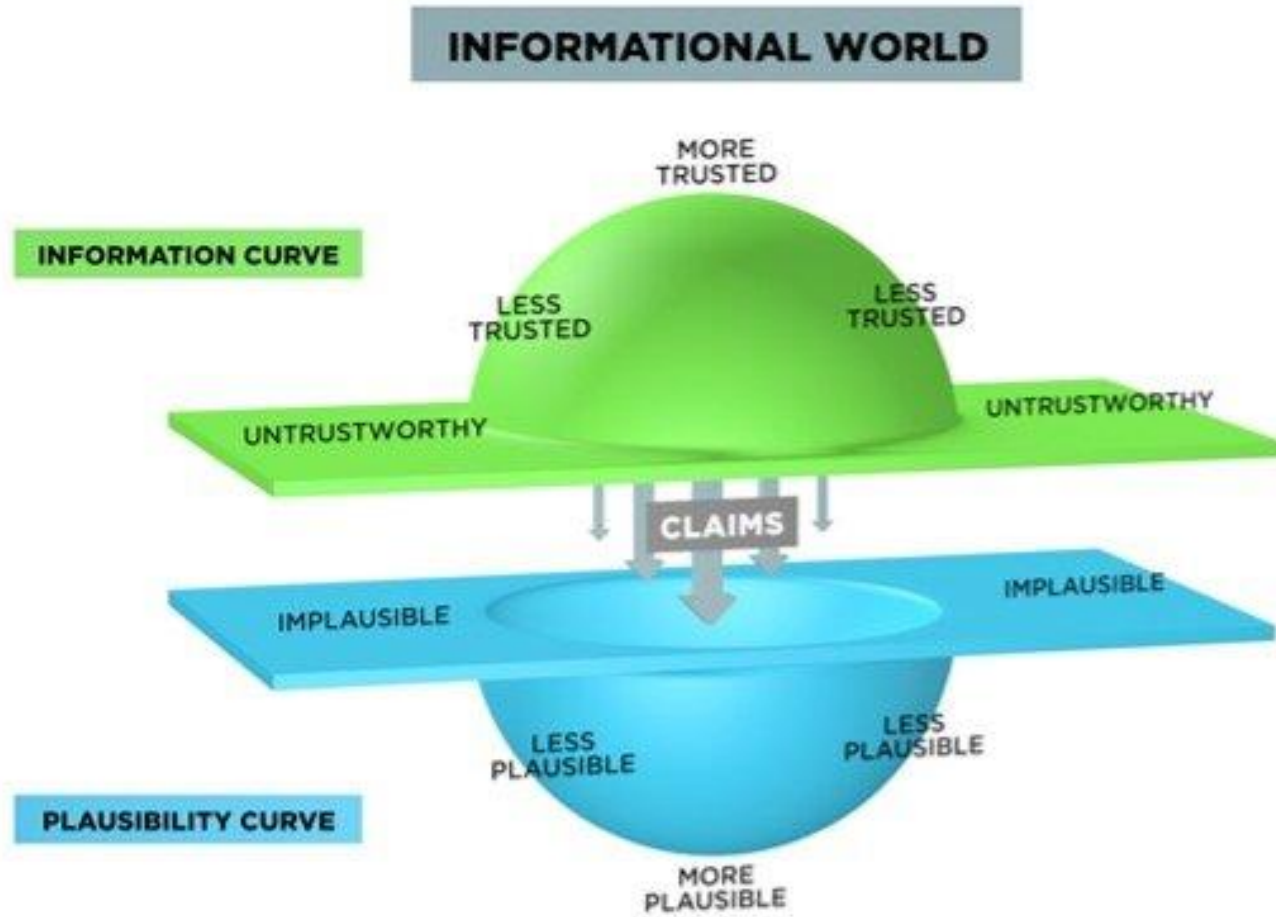 INFORMATIONAL WORLD
MORE
TRUSTED
INFORMATION CURVE
LESS
TRUSTED
LESS
TRUSTED
UNTRUSTWORTHY
UNTRUSTWORTHY
CLAIMS
IMPLAUSIBLE
IMPLAUSIBLE
LESS
PLAUSIBLE
LESS
PLAUSIBLE
PLAUSIBILITY CURVE
MORE
PLAUSIBLE